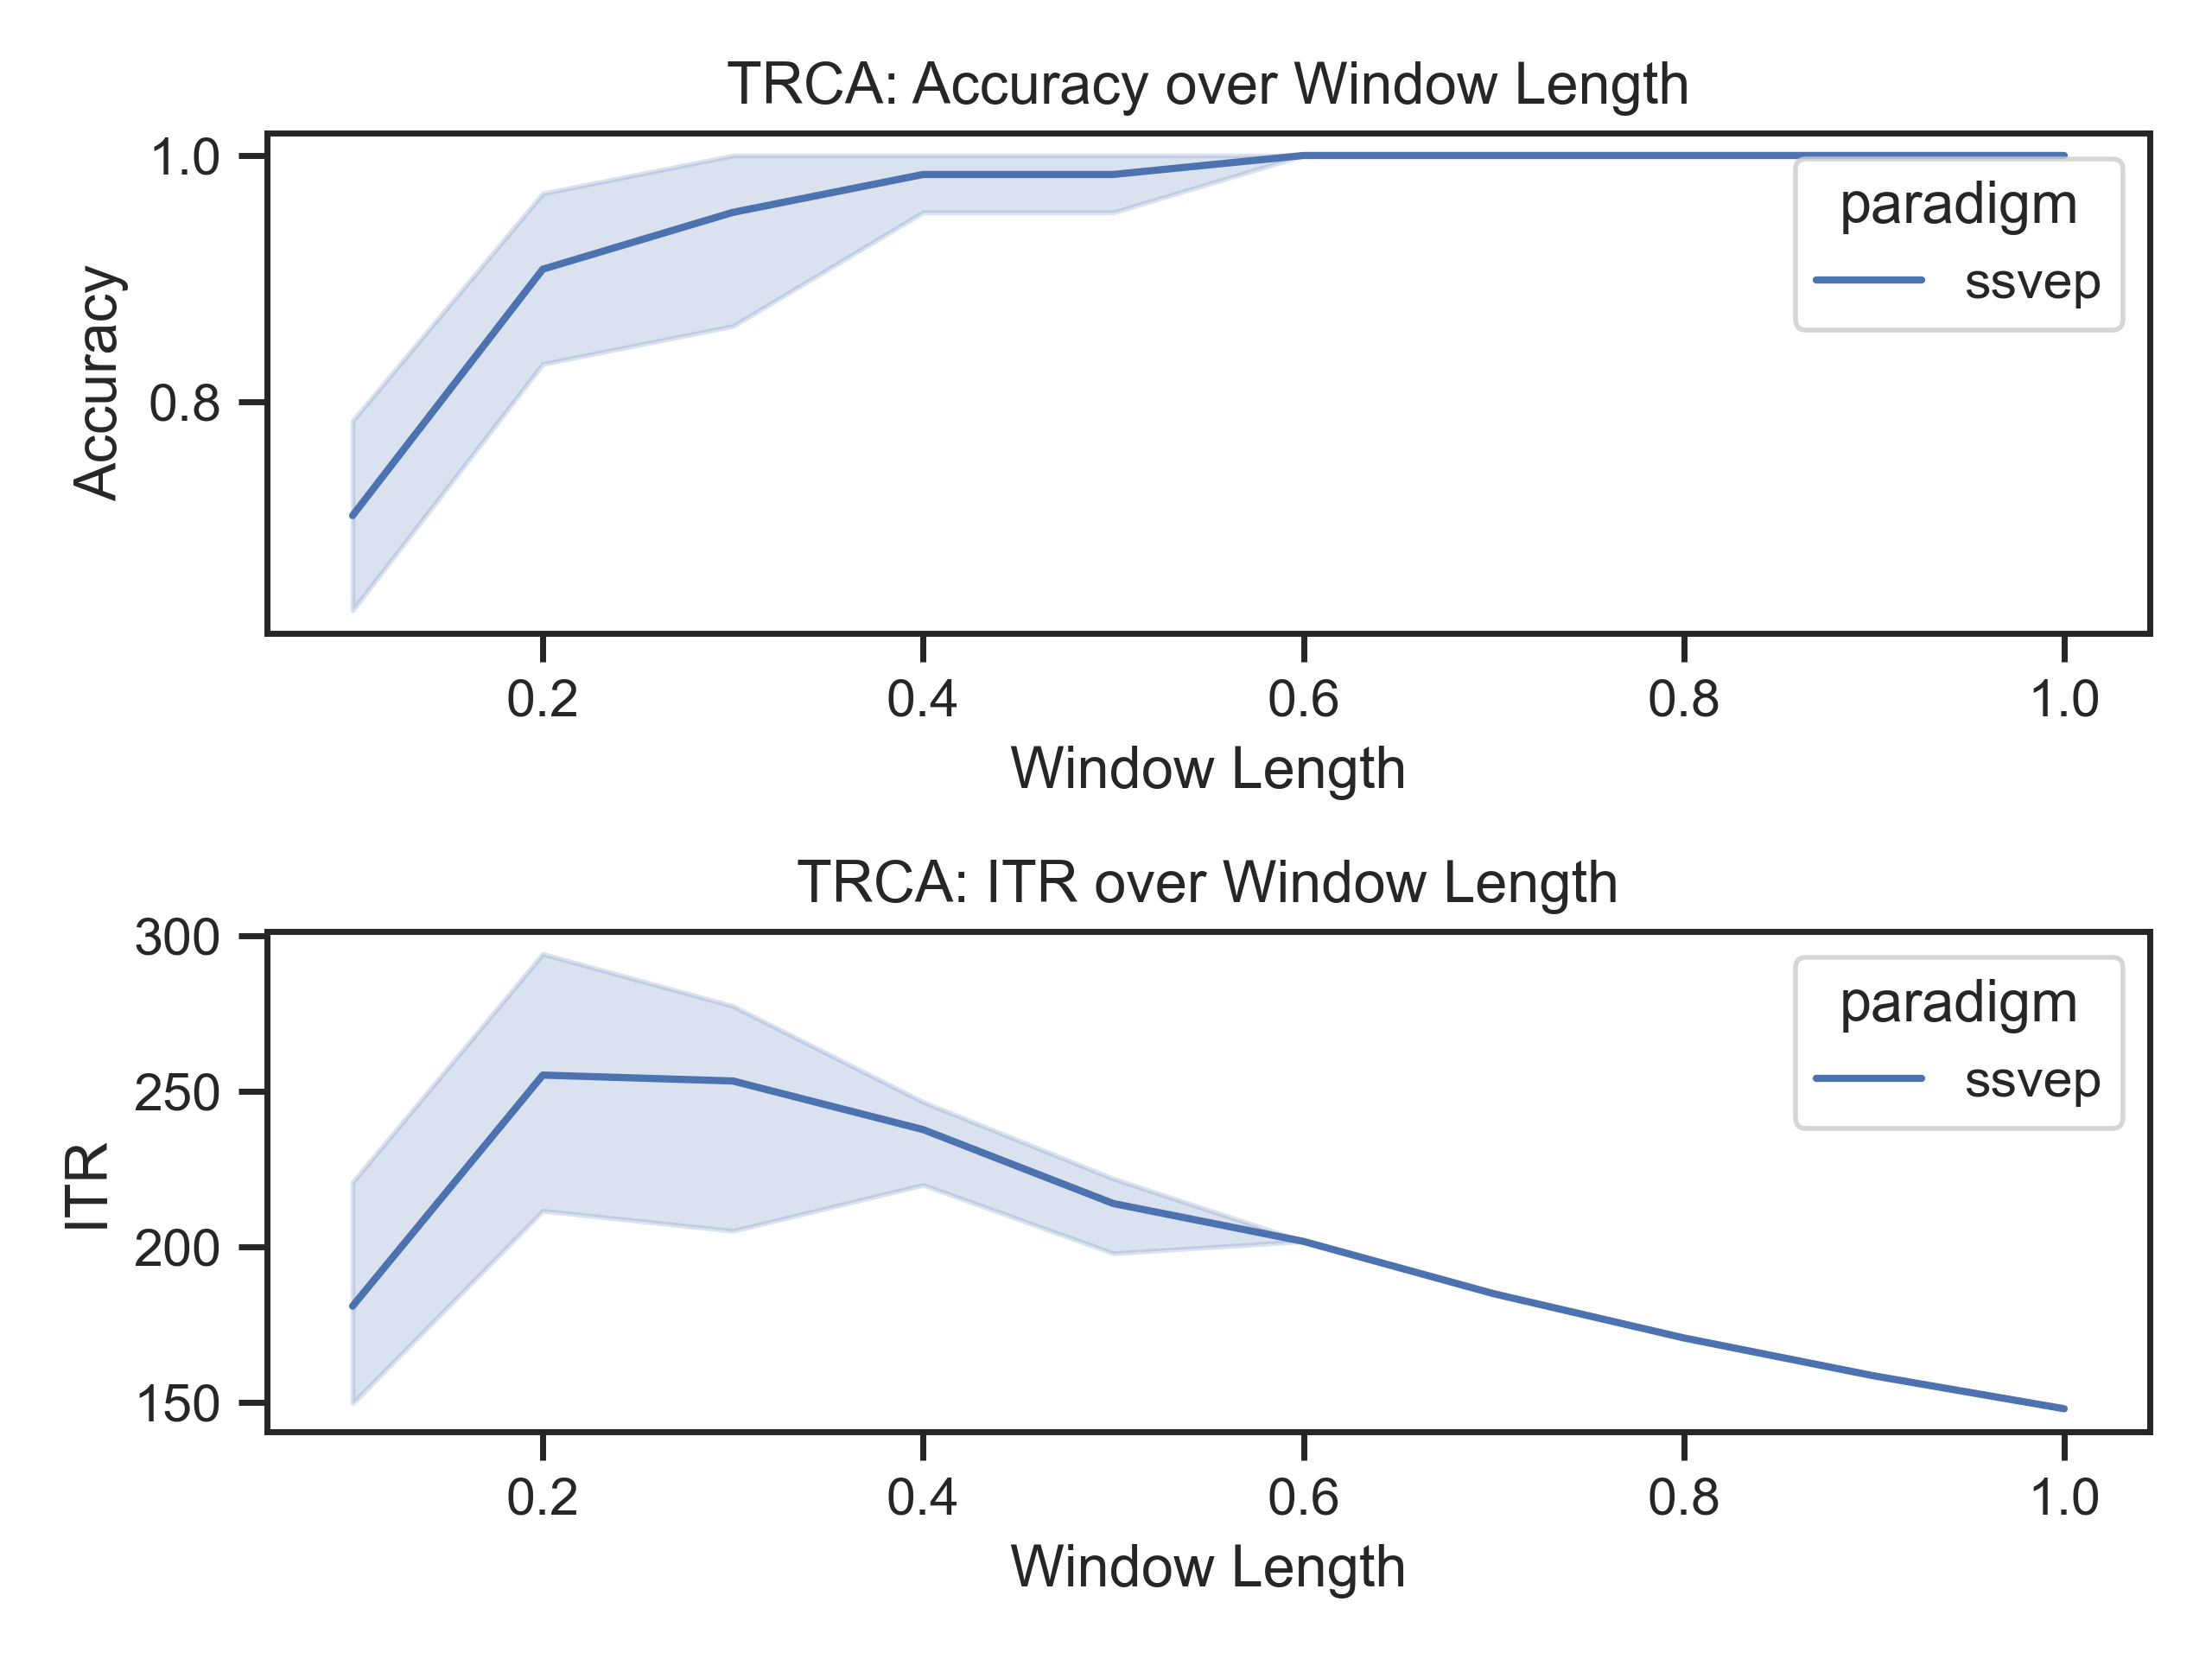 TRCA: Accuracy over Window Length
1.0
0.8
Accuracy
paradigm
ssvep
0.2 0.4 0.6 0.8 1.0
Window Length
TRCA: ITR over Window Length
300
250
200
150
ITR
paradigm
ssvep
0.2 0.4 0.6 0.8 1.0
Window Length